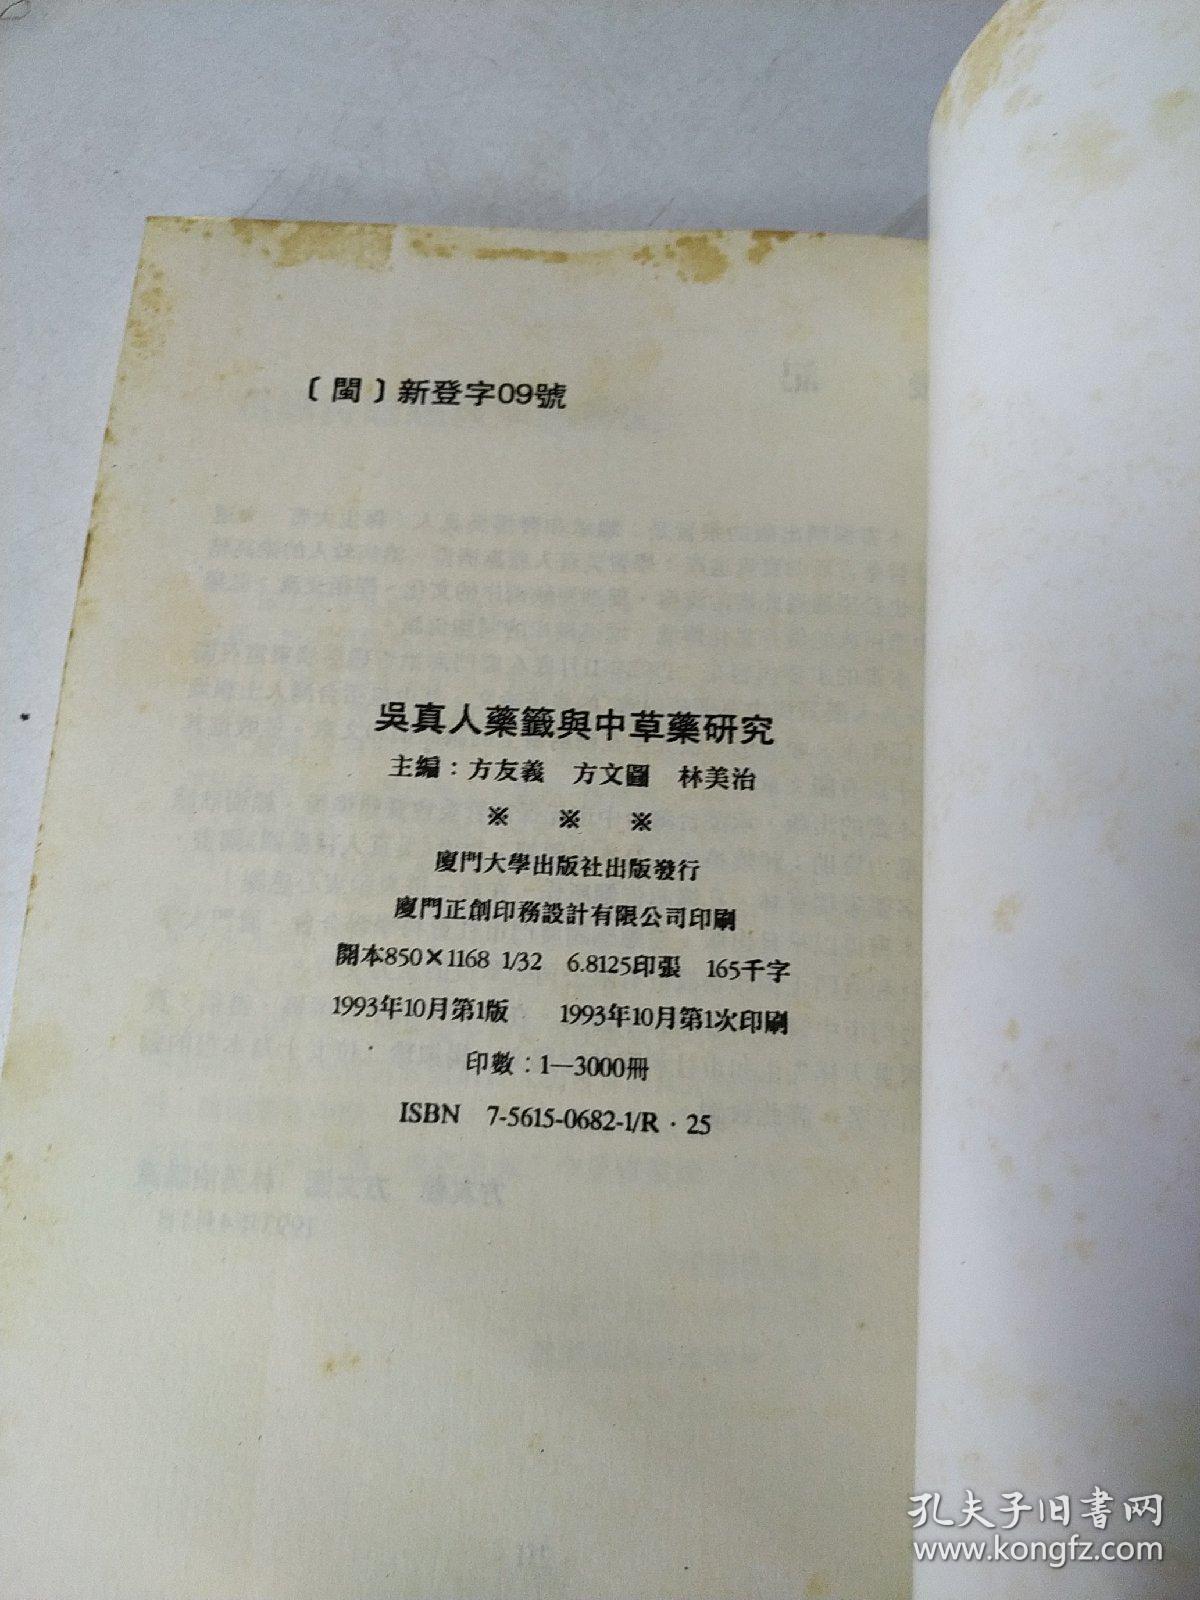 〔閩〕新登字09號
吳真人藥籤與中草藥研究
主編：方友義 方文圖 林美治
※ ※ ※
廈門大學出版社出版發行
廈門正創印務設計有限公司印刷
開本850×1168 1/32 6.8125印張 165千字
1993年10月第1版 1993年10月第1次印刷
印數：1—3000冊
ISBN 7-5615-0682-1/R·25
孔夫子旧书网
www.kongfz.com